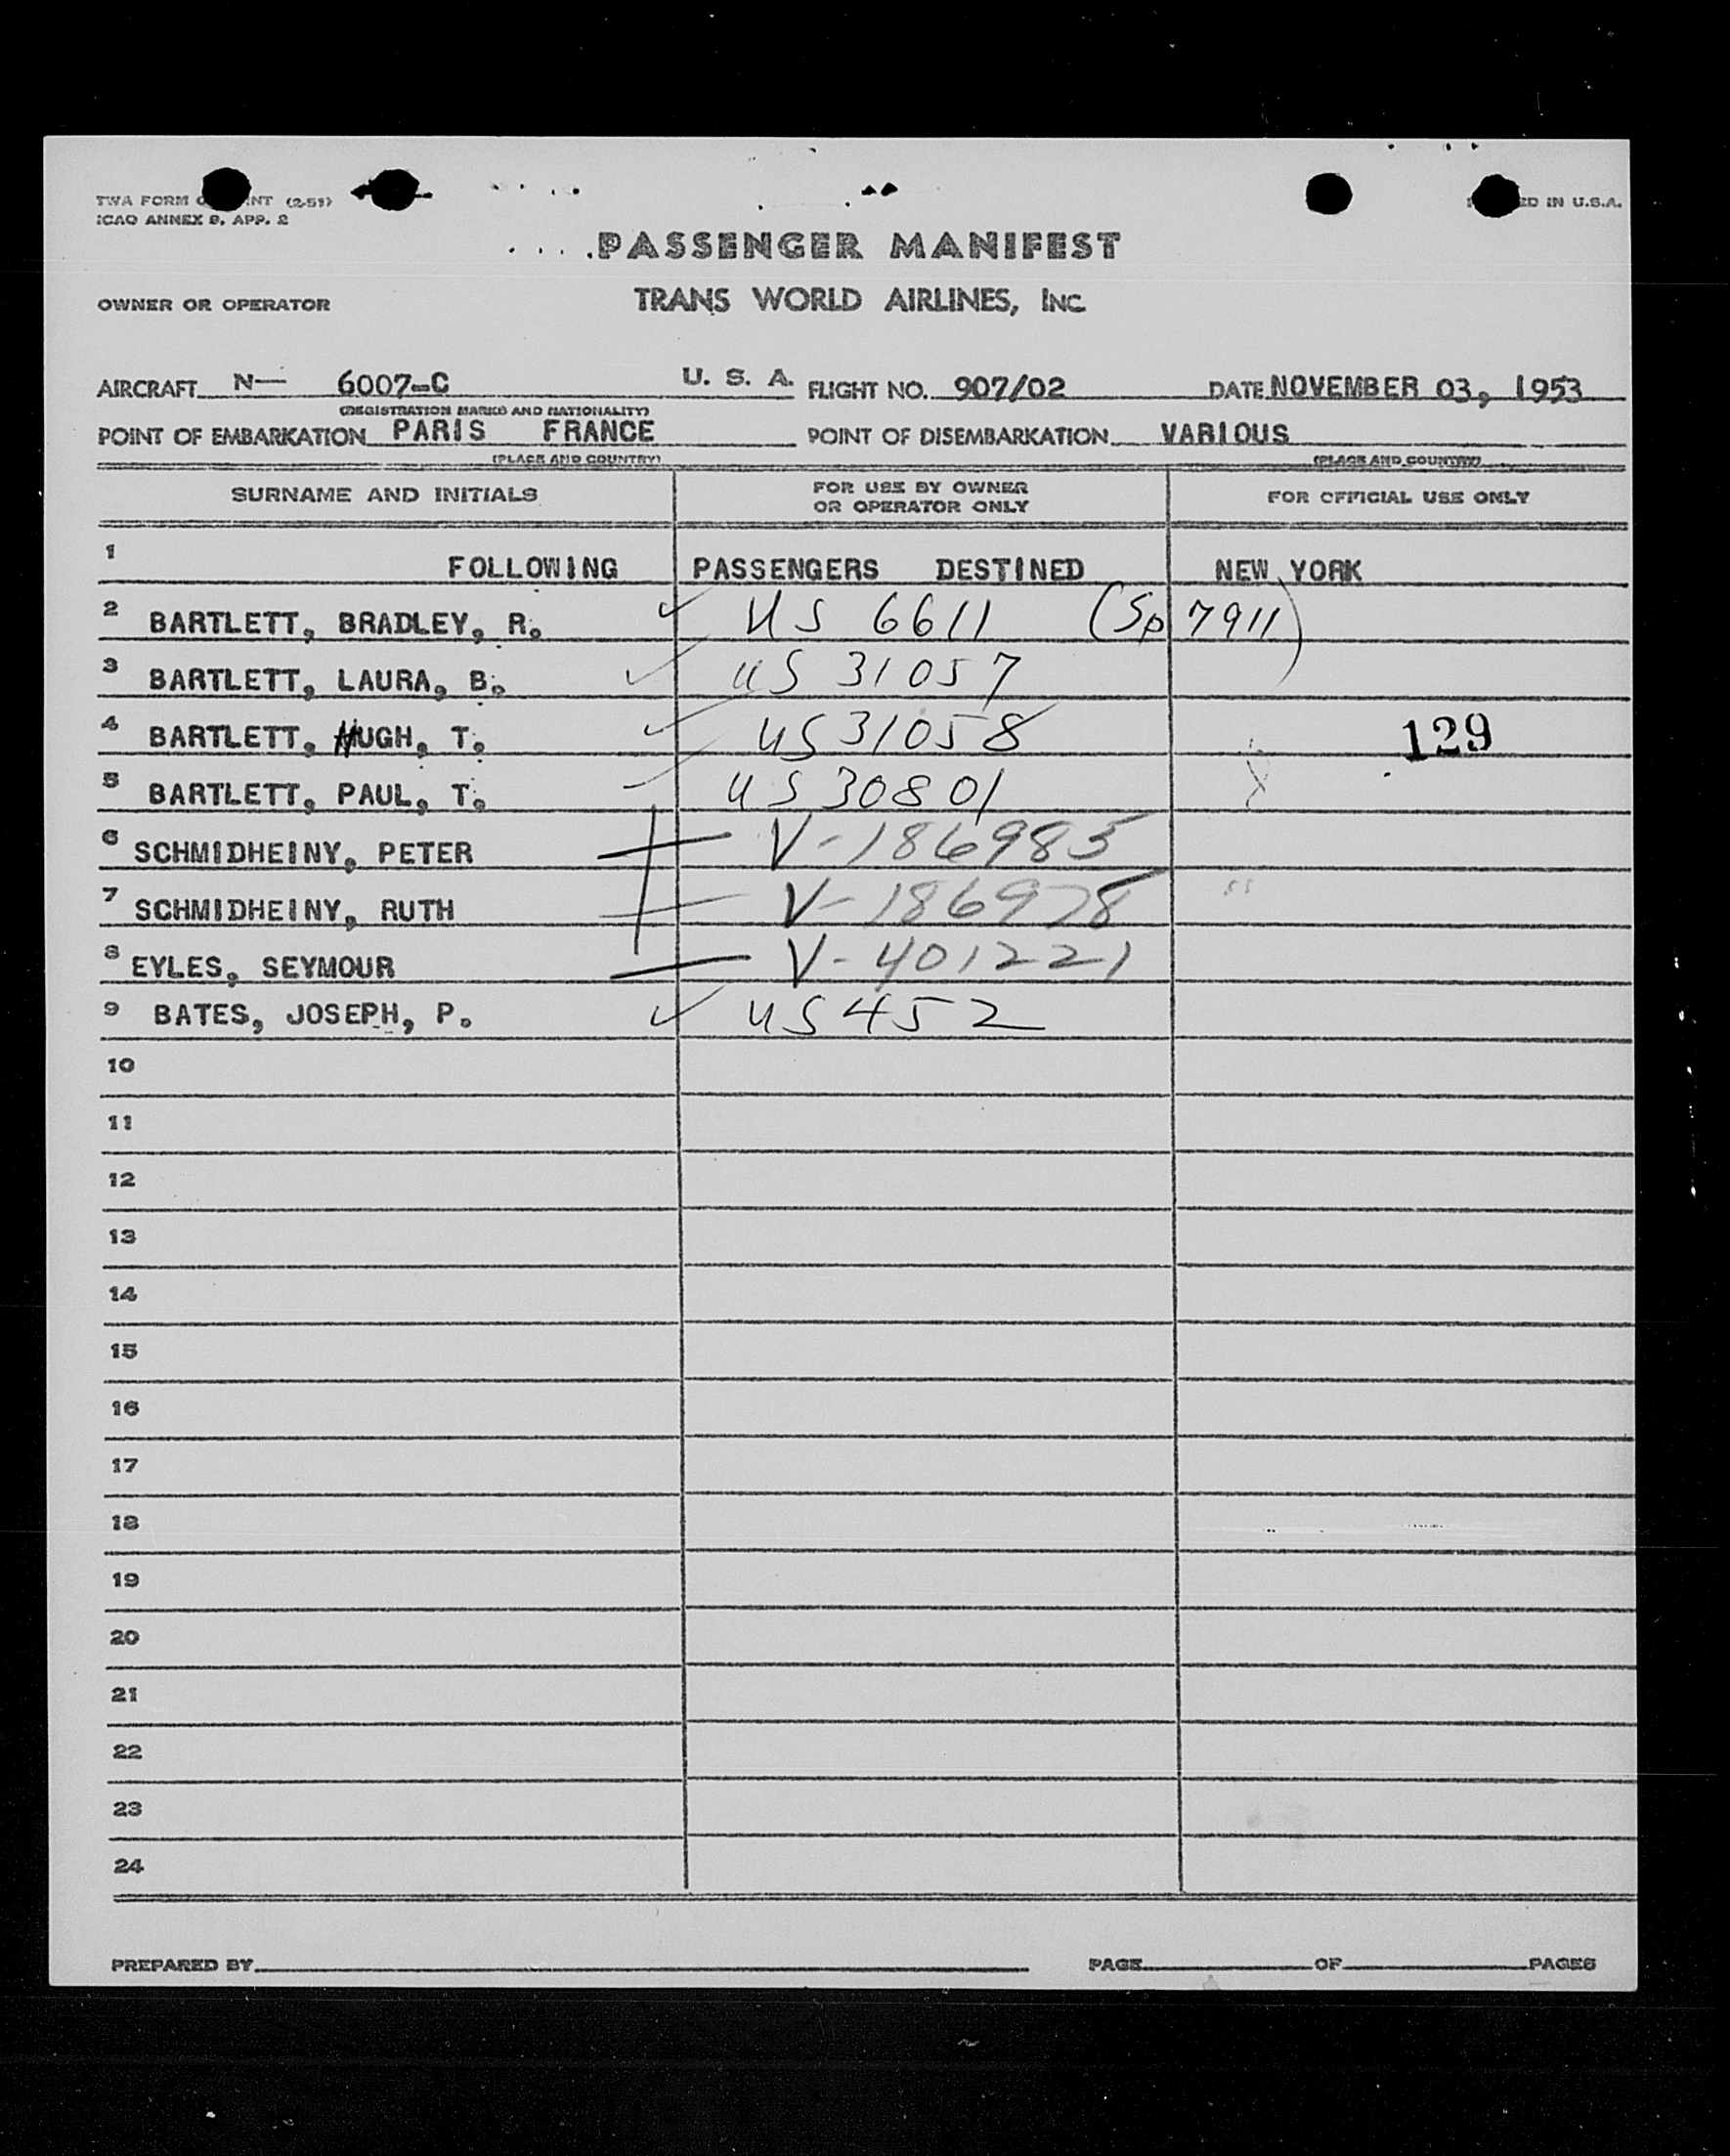 TWA FORM NT (2-51)
ICAO ANNEX 9, APP. 2
ED IN U.S.A.
PASSENGER MANIFEST
OWNER OR OPERATOR TRANS WORLD AIRLINES, INC
AIRCRAFT N— 6007-C U. S. A. FLIGHT NO. 907/02 DATE NOVEMBER 03, 1953
(REGISTRATION MARKS AND NATIONALITY)
POINT OF EMBARKATION PARIS FRANCE POINT OF DISEMBARKATION VARIOUS
(PLACE AND COUNTRY) (PLACE AND COUNTRY)
SURNAME AND INITIALS FOR USE BY OWNER OR OPERATOR ONLY FOR OFFICIAL USE ONLY
1 FOLLOWING PASSENGERS DESTINED NEW YORK
2 BARTLETT, BRADLEY, R. ✓ US 6611 (Sp 7911)
3 BARTLETT, LAURA, B. ✓ US 31057
4 BARTLETT, HUGH, T. ✓ US 31058 129
5 BARTLETT, PAUL, T. US 30801
6 SCHMIDHEINY, PETER V-186985
7 SCHMIDHEINY, RUTH V-186978 "
8 EYLES, SEYMOUR V-401221
9 BATES, JOSEPH, P. ✓ US 452
10
11
12
13
14
15
16
17
18
19
20
21
22
23
24
PREPARED BY PAGE OF PAGES